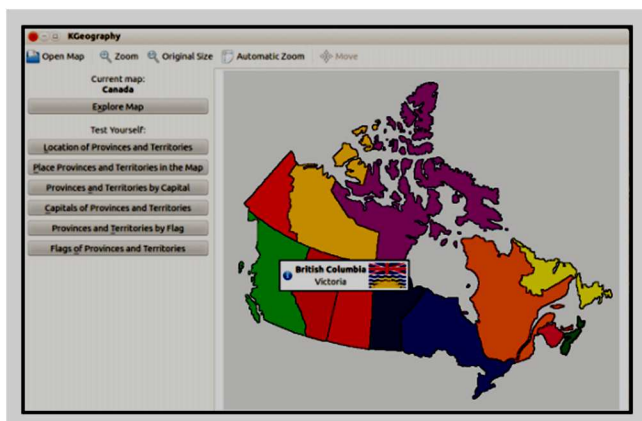 KGeography
Open Map Zoom Original Size Automatic Zoom Move
Current map:
Canada
Explore Map
Test Yourself:
Location of Provinces and Territories
Place Provinces and Territories in the Map
Provinces and Territories by Capital
Capitals of Provinces and Territories
Provinces and Territories by Flag
Flags of Provinces and Territories
British Columbia
Victoria